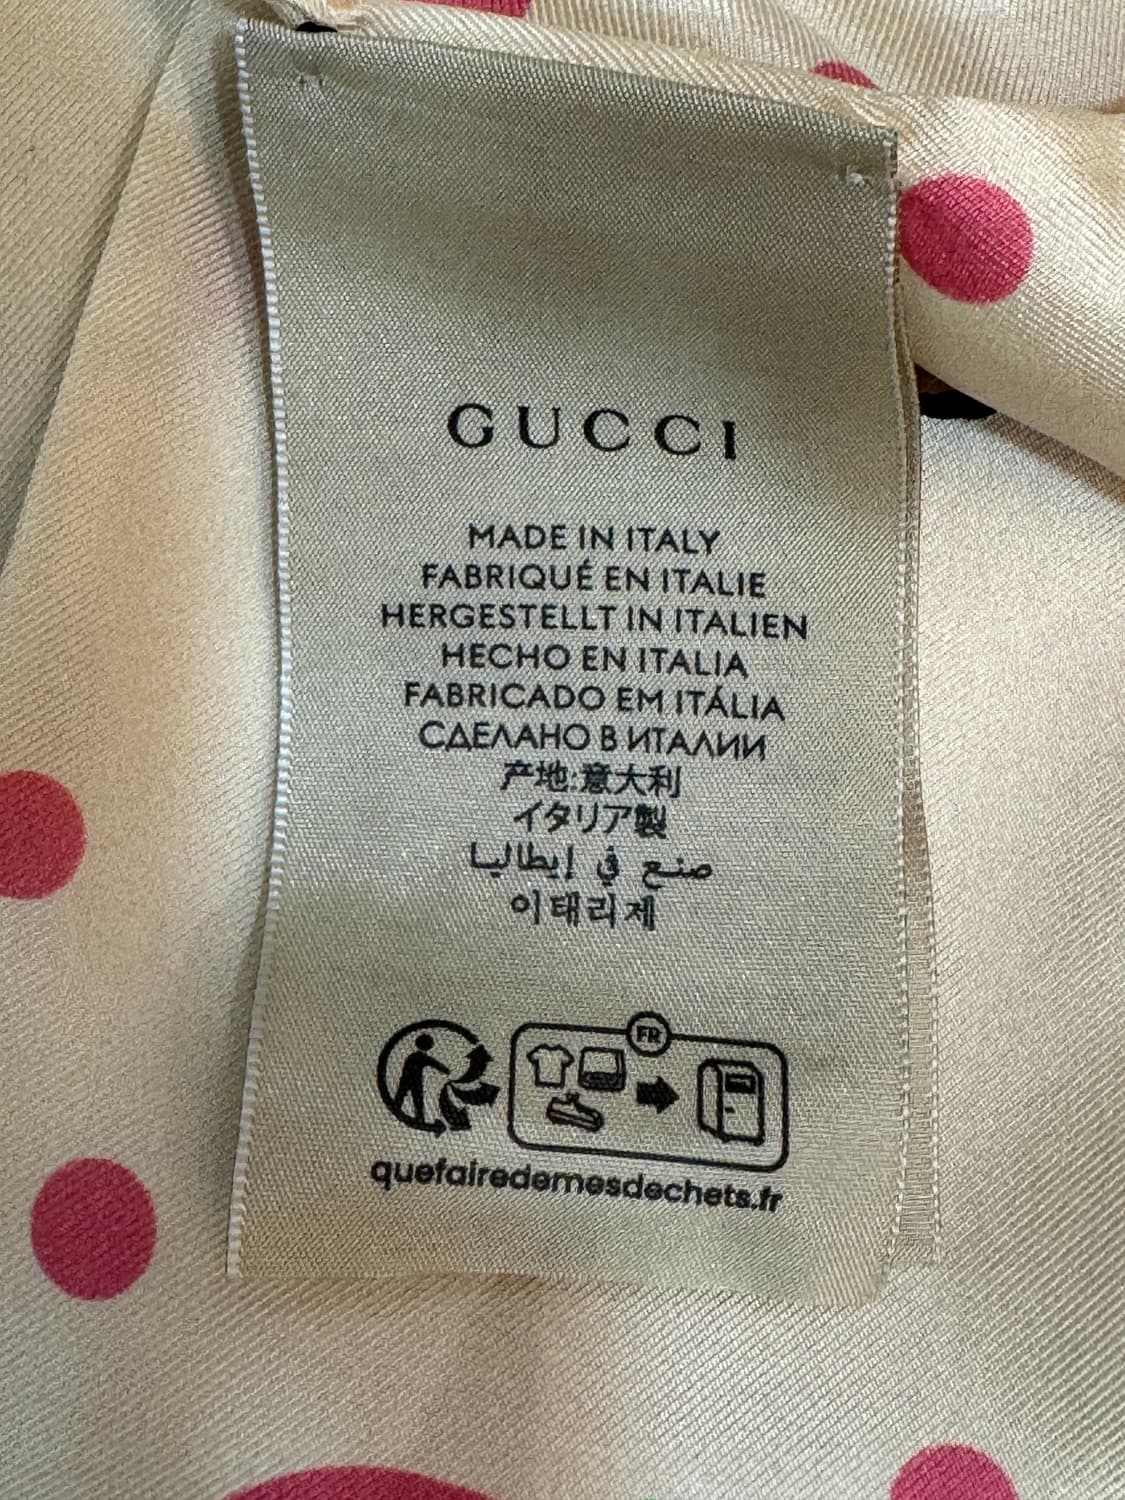 GUCCI
MADE IN ITALY
FABRIQUÉ EN ITALIE
HERGESTELLT IN ITALIEN
HECHO EN ITALIA
FABRICADO EM ITÁLIA
СДЕЛАНО В ИТАЛИИ
产地:意大利
イタリア製
صنع في إيطاليا
이태리제
FR
quefairedemesdechets.fr